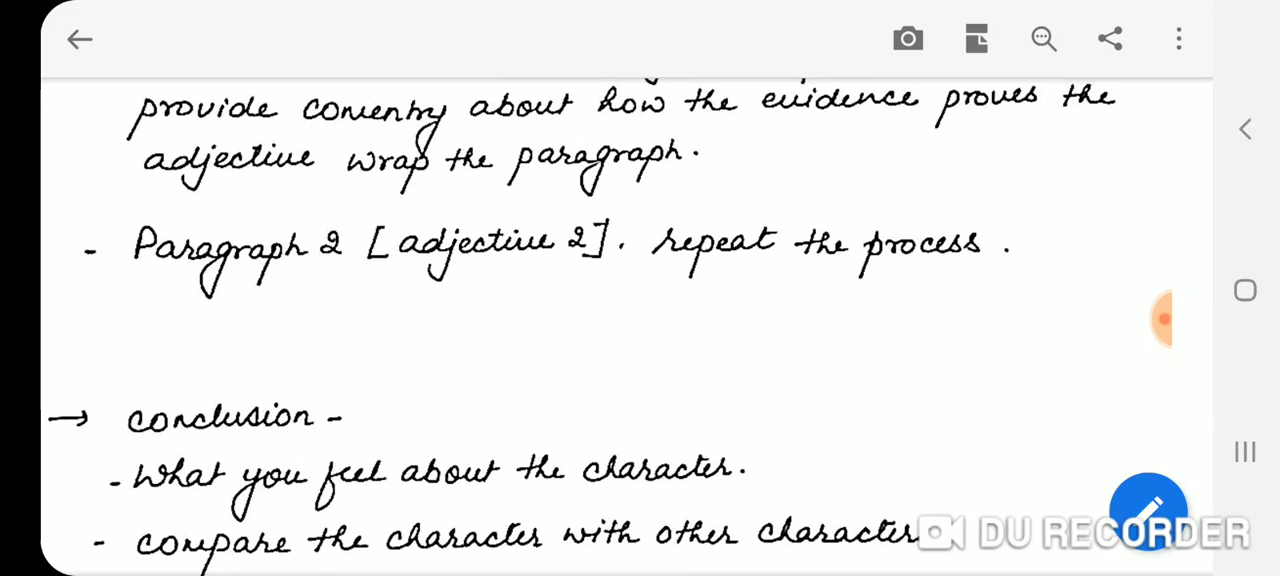 provide comentry about how the evidence proves the
adjective wrap the paragraph.
- Paragraph 2 [adjective 2]. repeat the process.
→ conclusion -
- What you feel about the character.
- compare the character with other character
DU RECORDER